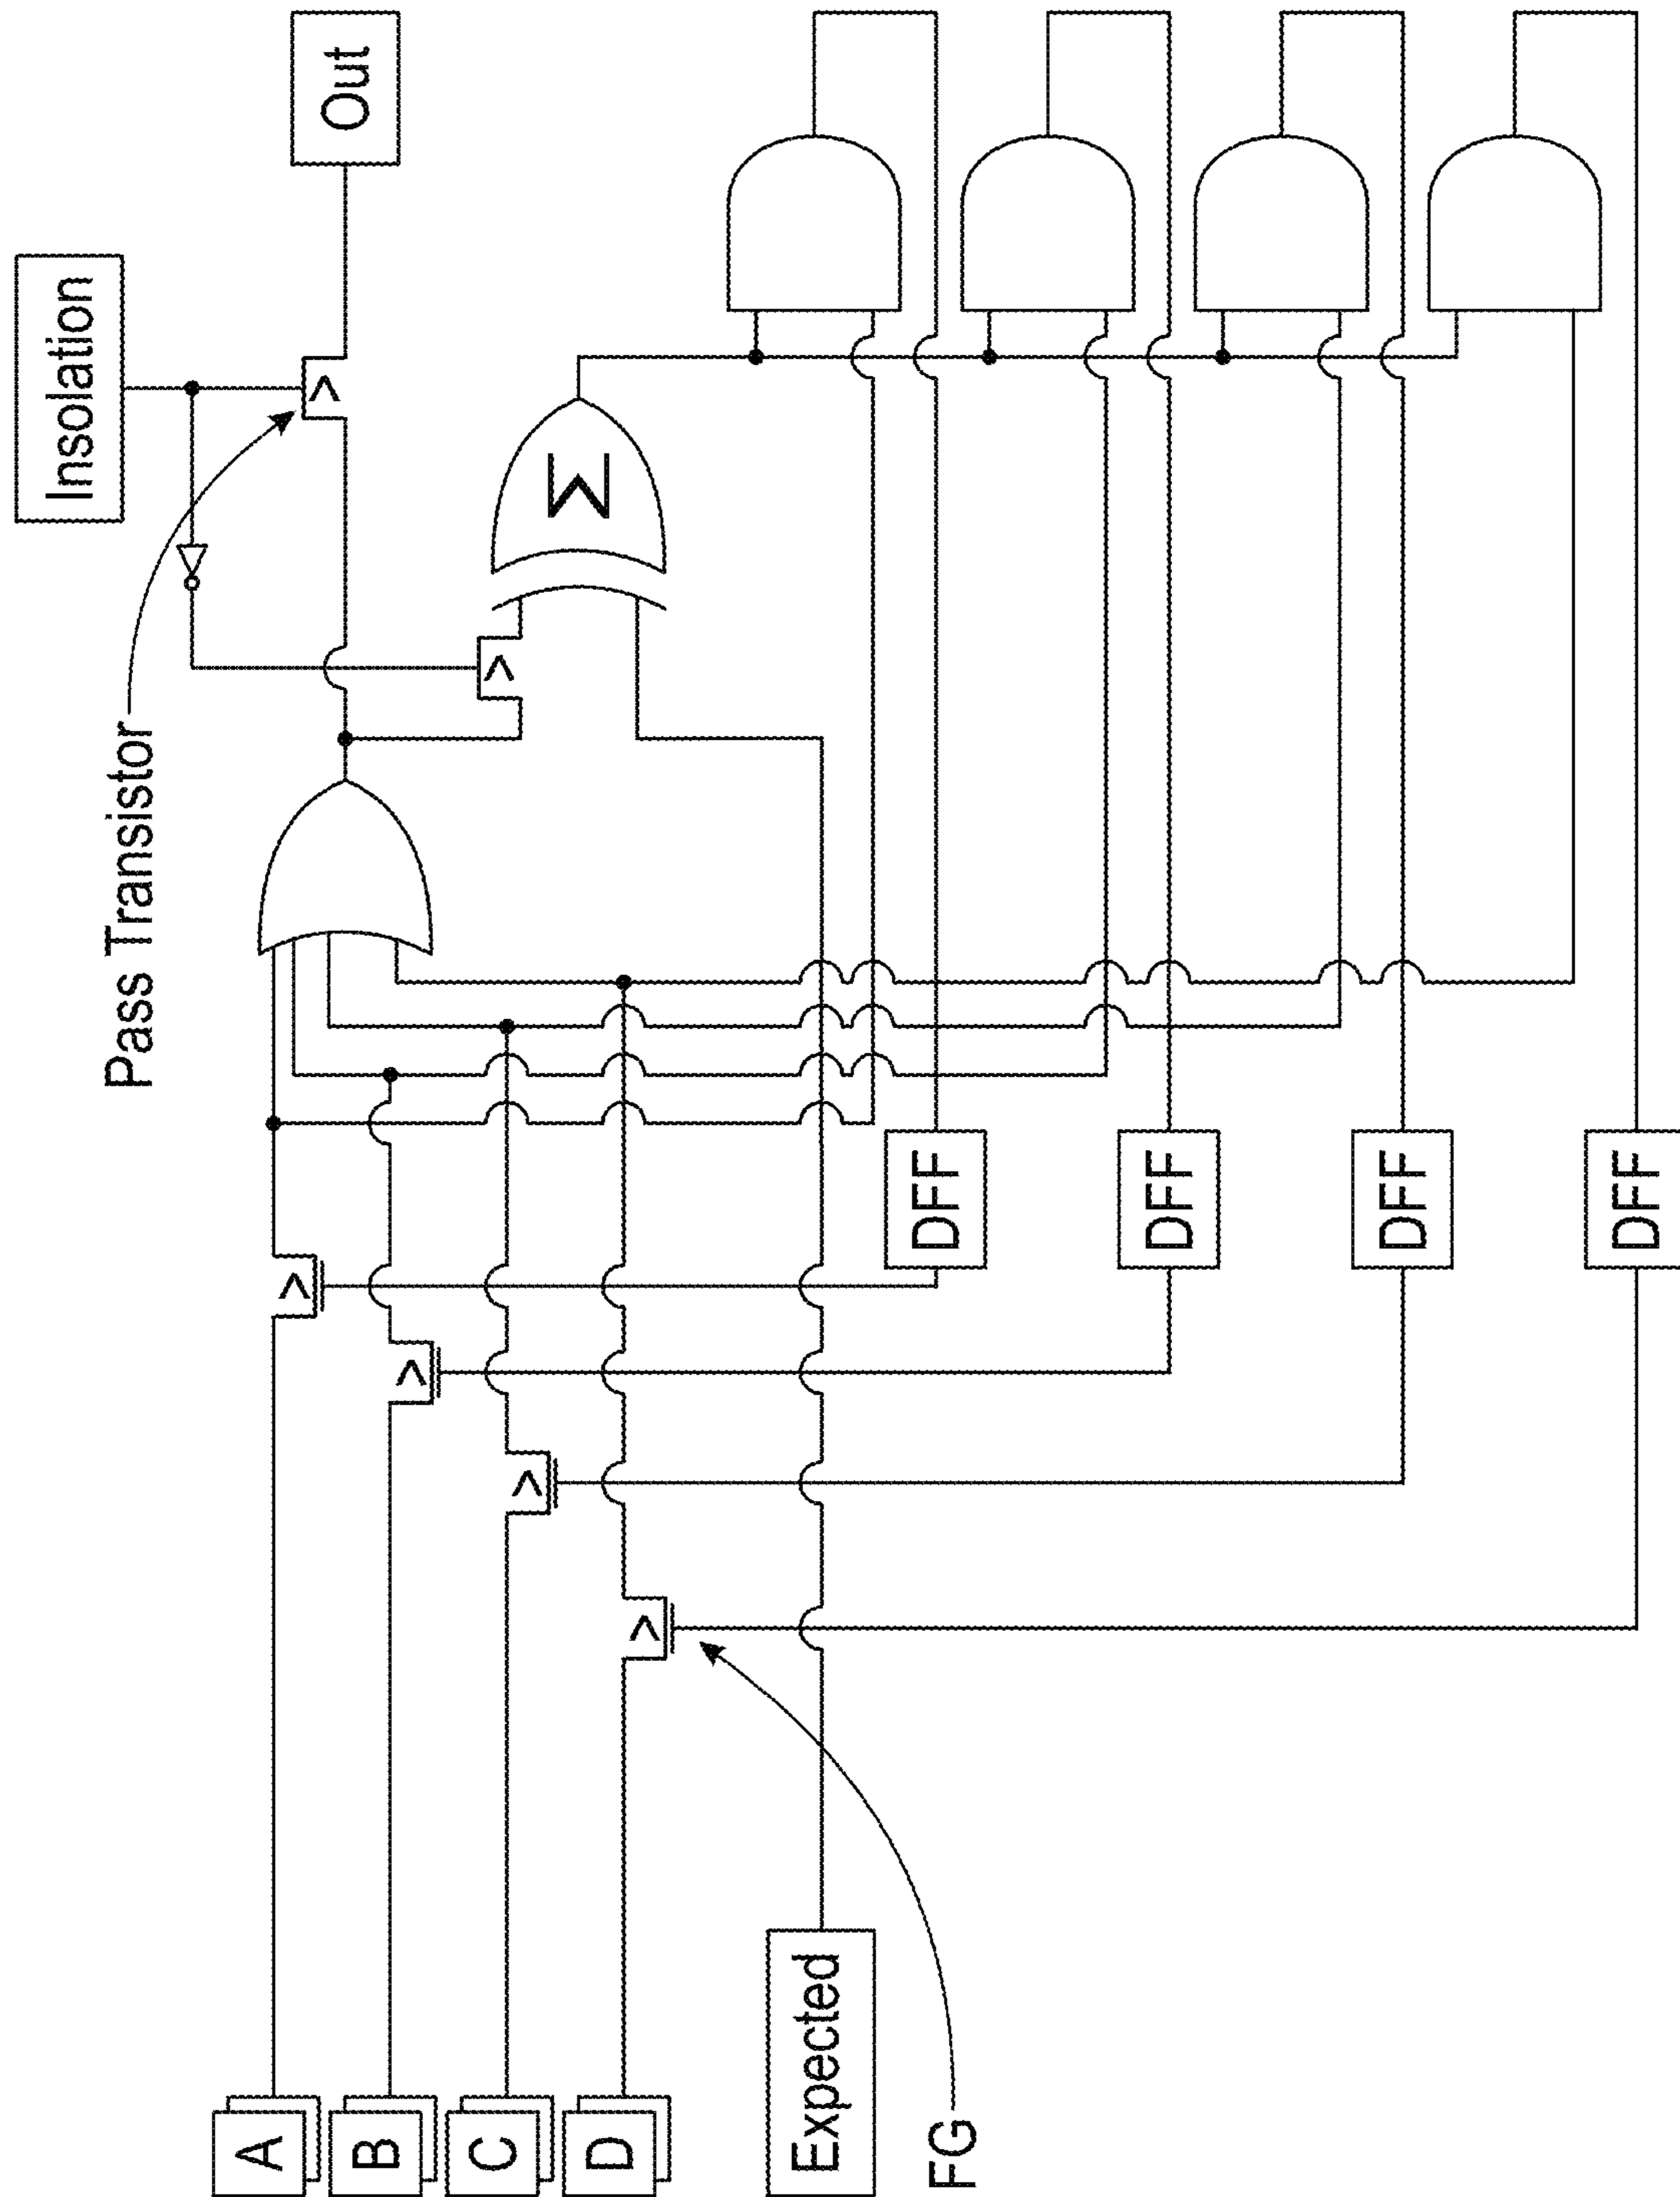 Insolation
Out
Pass Transistor
Σ
A
B
C
D
Expected
FG
DFF
DFF
DFF
DFF